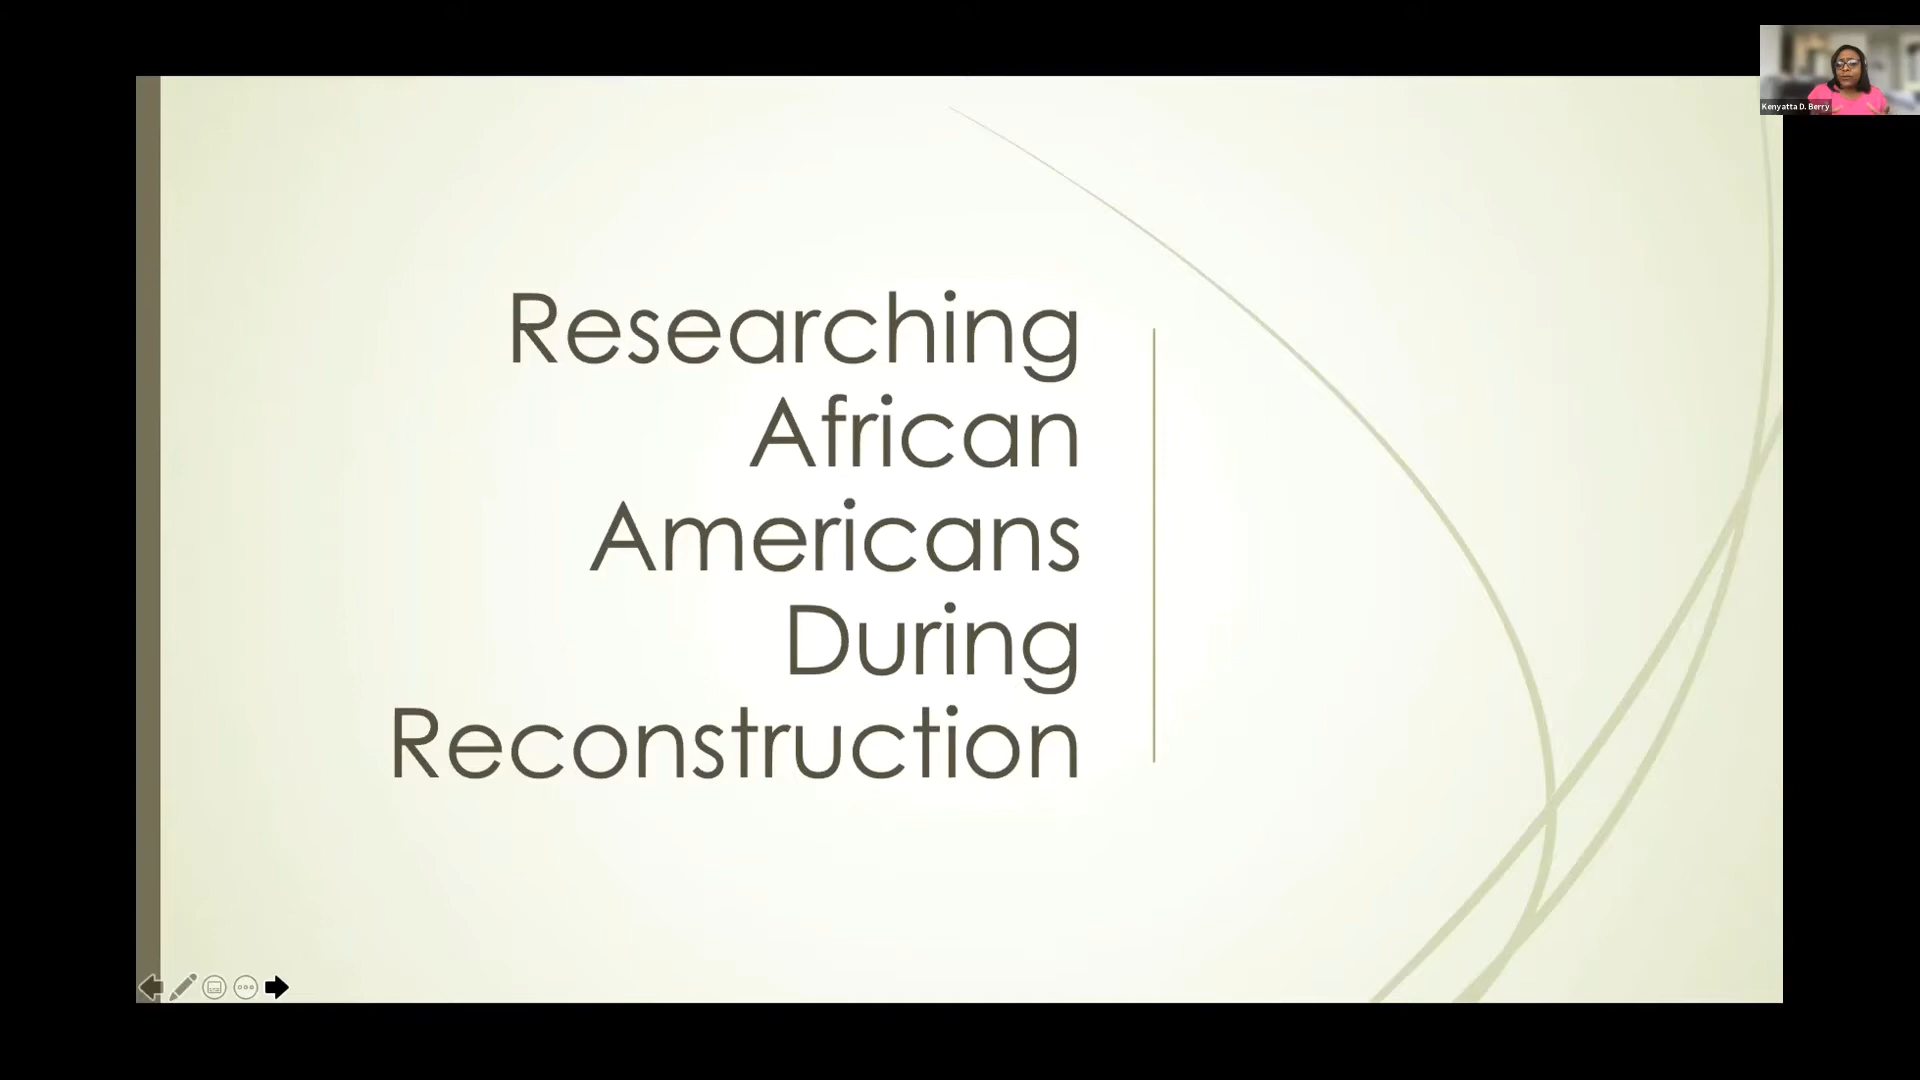 Kenyatta D. Berry
Researching
African
Americans
During
Reconstruction